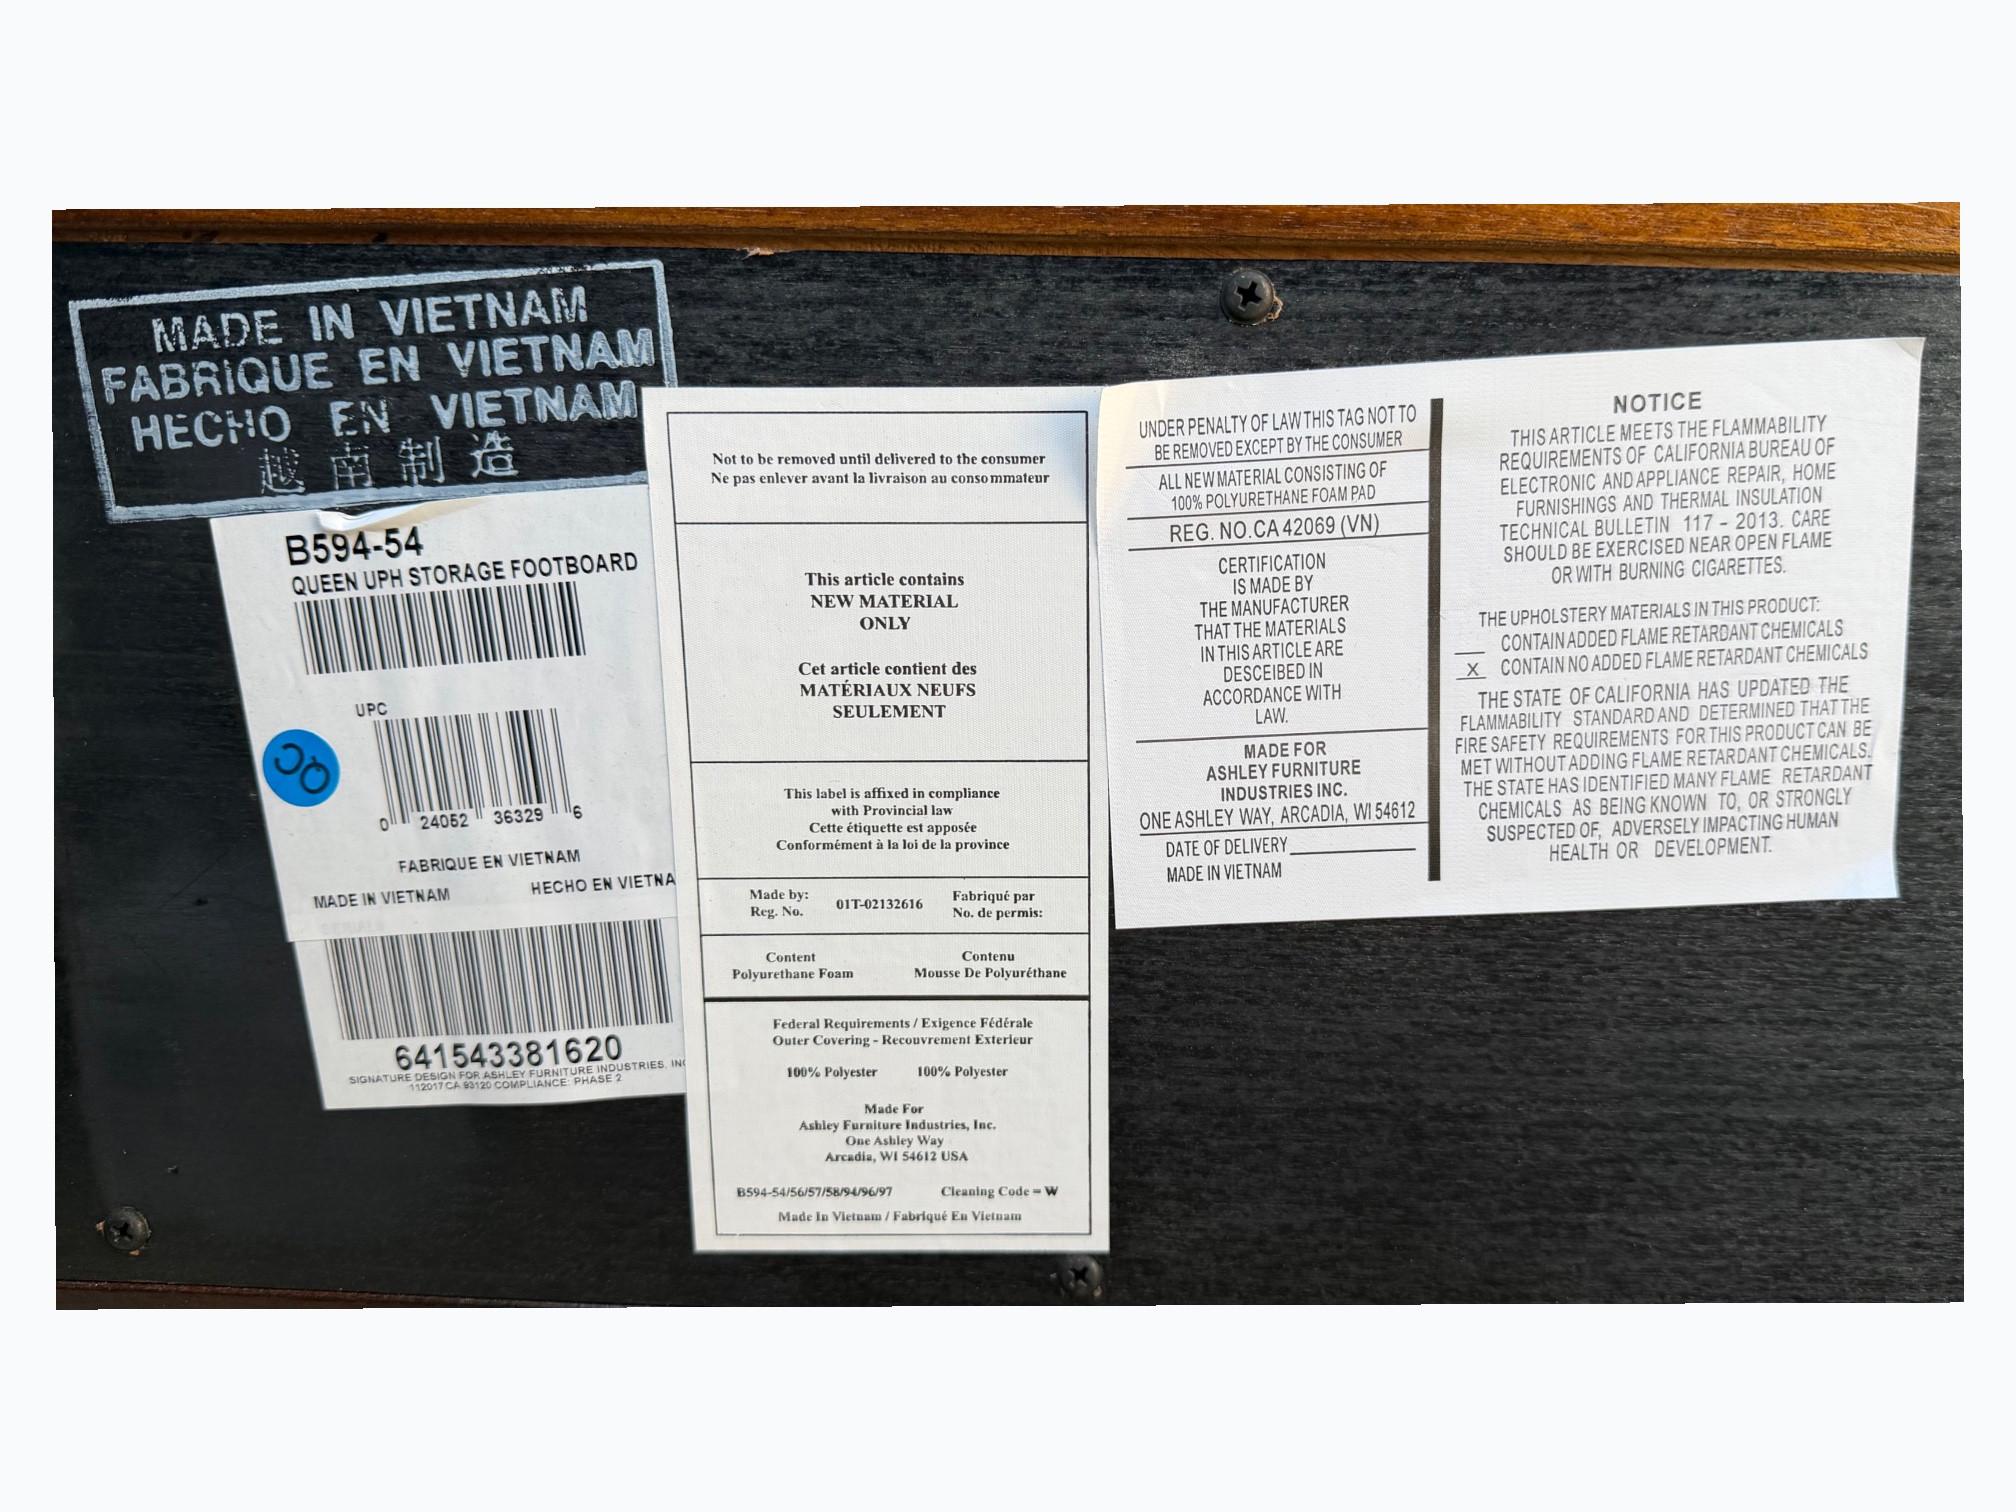 MADE IN VIETNAM
FABRIQUE EN VIETNAM
HECHO EN VIETNAM
越南制造
B594-54
QUEEN UPH STORAGE FOOTBOARD
UPC
0 24052 36329 6
FABRIQUE EN VIETNAM
MADE IN VIETNAM HECHO EN VIETNA
SERIAL#
641543381620
SIGNATURE DESIGN FOR ASHLEY FURNITURE INDUSTRIES, INC
112017 CA 93120 COMPLIANCE: PHASE 2
QC
Not to be removed until delivered to the consumer
Ne pas enlever avant la livraison au consommateur
This article contains
NEW MATERIAL
ONLY
Cet article contient des
MATÉRIAUX NEUFS
SEULEMENT
This label is affixed in compliance
with Provincial law
Cette étiquette est apposée
Conformément à la loi de la province
Made by: Fabriqué par
Reg. No. 01T-02132616 No. de permis:
Content Contenu
Polyurethane Foam Mousse De Polyuréthane
Federal Requirements / Exigence Fédérale
Outer Covering - Recouvrement Exterieur
100% Polyester 100% Polyester
Made For
Ashley Furniture Industries, Inc.
One Ashley Way
Arcadia, WI 54612 USA
B594-54/56/57/58/94/96/97 Cleaning Code = W
Made In Vietnam / Fabriqué En Vietnam
UNDER PENALTY OF LAW THIS TAG NOT TO
BE REMOVED EXCEPT BY THE CONSUMER
ALL NEW MATERIAL CONSISTING OF
100% POLYURETHANE FOAM PAD
REG. NO. CA 42069 (VN)
CERTIFICATION
IS MADE BY
THE MANUFACTURER
THAT THE MATERIALS
IN THIS ARTICLE ARE
DESCEIBED IN
ACCORDANCE WITH
LAW.
MADE FOR
ASHLEY FURNITURE
INDUSTRIES INC.
ONE ASHLEY WAY, ARCADIA, WI 54612
DATE OF DELIVERY
MADE IN VIETNAM
NOTICE
THIS ARTICLE MEETS THE FLAMMABILITY
REQUIREMENTS OF CALIFORNIA BUREAU OF
ELECTRONIC AND APPLIANCE REPAIR, HOME
FURNISHINGS AND THERMAL INSULATION
TECHNICAL BULLETIN 117 - 2013. CARE
SHOULD BE EXERCISED NEAR OPEN FLAME
OR WITH BURNING CIGARETTES.
THE UPHOLSTERY MATERIALS IN THIS PRODUCT:
__ CONTAIN ADDED FLAME RETARDANT CHEMICALS
X CONTAIN NO ADDED FLAME RETARDANT CHEMICALS
THE STATE OF CALIFORNIA HAS UPDATED THE
FLAMMABILITY STANDARD AND DETERMINED THAT THE
FIRE SAFETY REQUIREMENTS FOR THIS PRODUCT CAN BE
MET WITHOUT ADDING FLAME RETARDANT CHEMICALS.
THE STATE HAS IDENTIFIED MANY FLAME RETARDANT
CHEMICALS AS BEING KNOWN TO, OR STRONGLY
SUSPECTED OF, ADVERSELY IMPACTING HUMAN
HEALTH OR DEVELOPMENT.